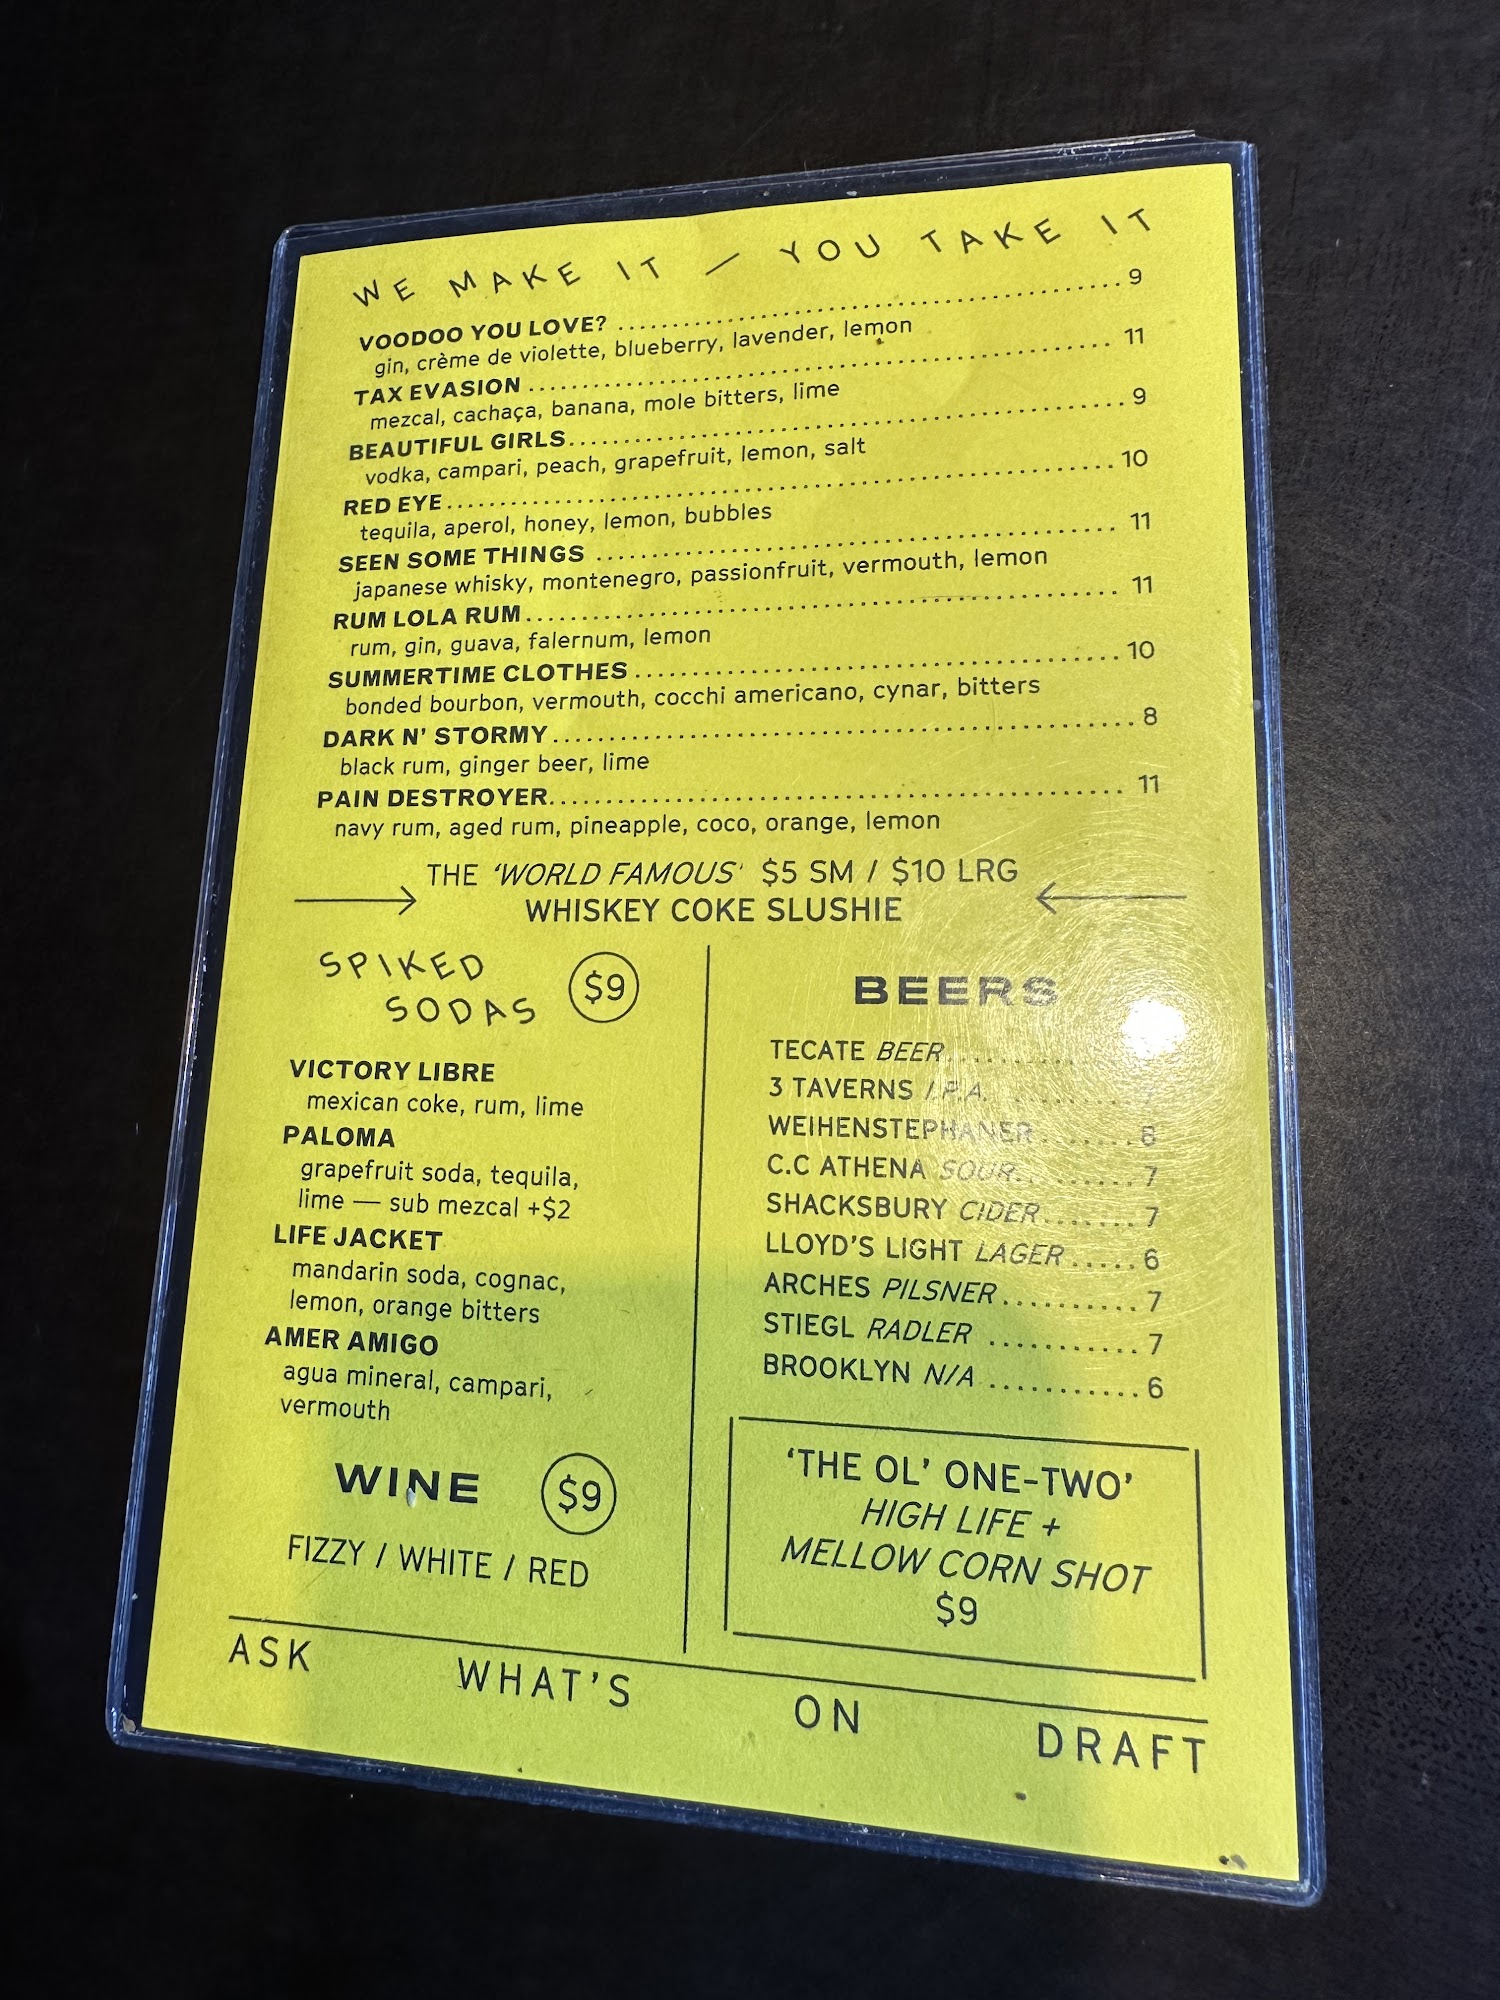 WE MAKE IT — YOU TAKE IT
VOODOO YOU LOVE? ........................................ 9
gin, crème de violette, blueberry, lavender, lemon
TAX EVASION ........................................ 11
mezcal, cachaça, banana, mole bitters, lime
BEAUTIFUL GIRLS ........................................ 9
vodka, campari, peach, grapefruit, lemon, salt
RED EYE ........................................ 10
tequila, aperol, honey, lemon, bubbles
SEEN SOME THINGS ........................................ 11
japanese whisky, montenegro, passionfruit, vermouth, lemon
RUM LOLA RUM ........................................ 11
rum, gin, guava, falernum, lemon
SUMMERTIME CLOTHES ........................................ 10
bonded bourbon, vermouth, cocchi americano, cynar, bitters
DARK N' STORMY ........................................ 8
black rum, ginger beer, lime
PAIN DESTROYER ........................................ 11
navy rum, aged rum, pineapple, coco, orange, lemon
THE 'WORLD FAMOUS' $5 SM / $10 LRG
WHISKEY COKE SLUSHIE
SPIKED
SODAS $9
VICTORY LIBRE
mexican coke, rum, lime
PALOMA
grapefruit soda, tequila,
lime — sub mezcal +$2
LIFE JACKET
mandarin soda, cognac,
lemon, orange bitters
AMER AMIGO
agua mineral, campari,
vermouth
WINE $9
FIZZY / WHITE / RED
BEERS
TECATE BEER ..........
3 TAVERNS I.P.A. ..........
WEIHENSTEPHANER .......
C.C ATHENA SOUR ........ 7
SHACKSBURY CIDER ........ 7
LLOYD'S LIGHT LAGER ..... 6
ARCHES PILSNER .......... 7
STIEGL RADLER ........... 7
BROOKLYN N/A ........... 6
'THE OL' ONE-TWO'
HIGH LIFE +
MELLOW CORN SHOT
$9
ASK WHAT'S ON DRAFT